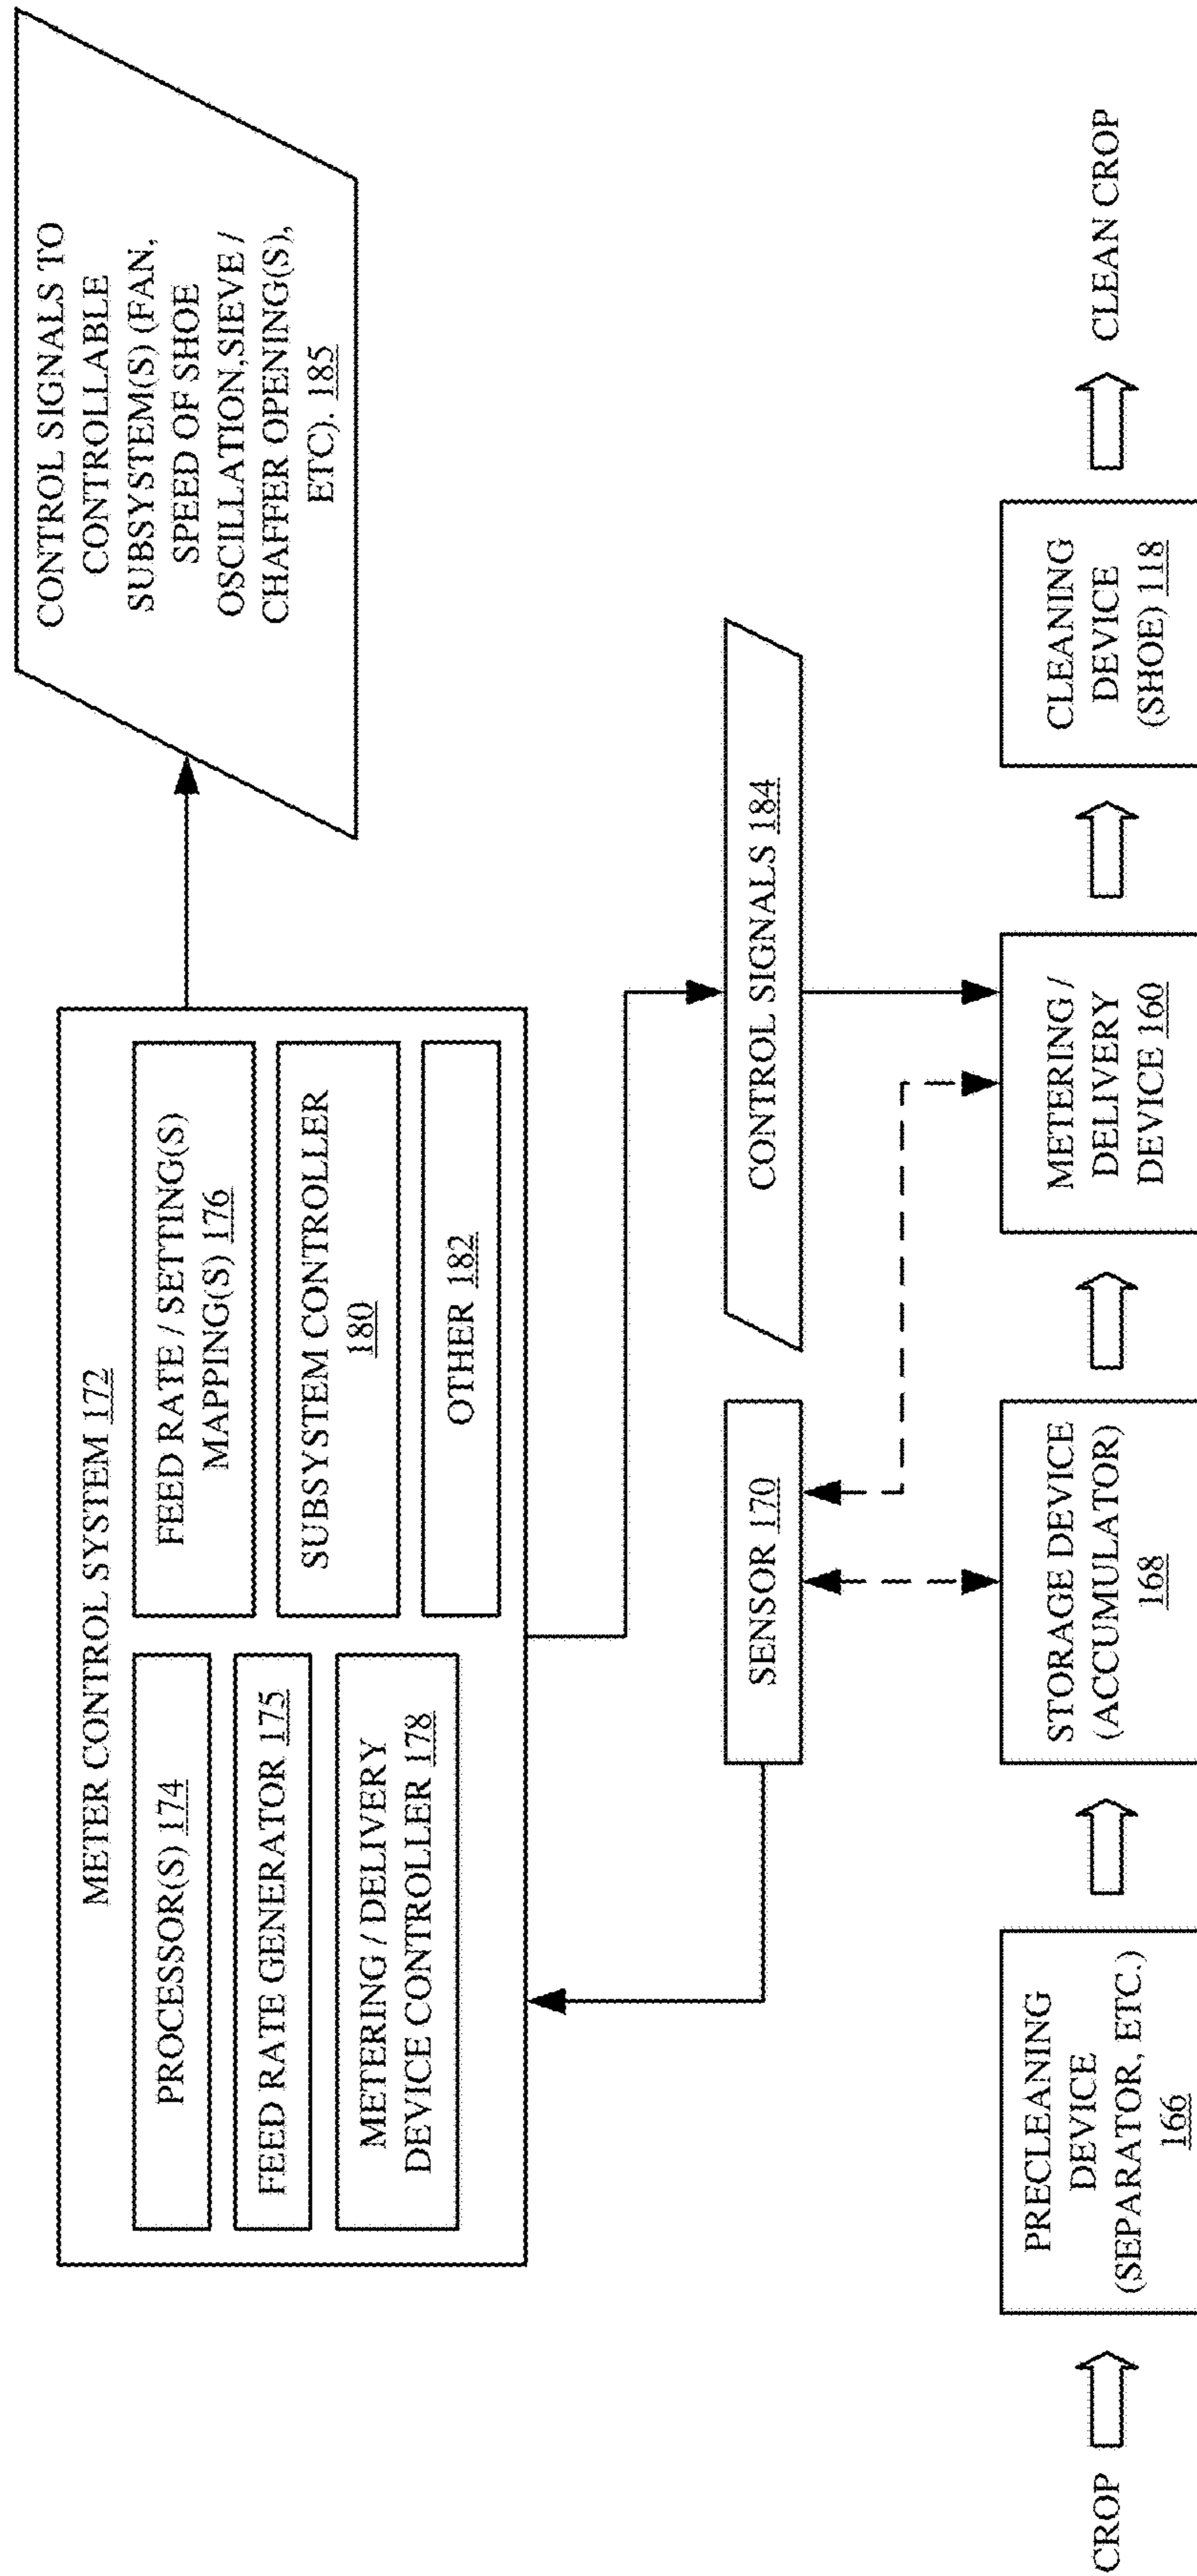 METER CONTROL SYSTEM 172
PROCESSOR(S) 174
FEED RATE GENERATOR 175
METERING / DELIVERY
DEVICE CONTROLLER 178
FEED RATE / SETTING(S)
MAPPING(S) 176
SUBSYSTEM CONTROLLER
180
OTHER 182
CONTROL SIGNALS TO
CONTROLLABLE
SUBSYSTEM(S) (FAN,
SPEED OF SHOE
OSCILLATION,SIEVE /
CHAFFER OPENING(S),
ETC). 185
SENSOR 170
CONTROL SIGNALS 184
CROP
PRECLEANING
DEVICE
(SEPARATOR, ETC.)
166
STORAGE DEVICE
(ACCUMULATOR)
168
METERING /
DELIVERY
DEVICE 160
CLEANING
DEVICE
(SHOE) 118
CLEAN CROP